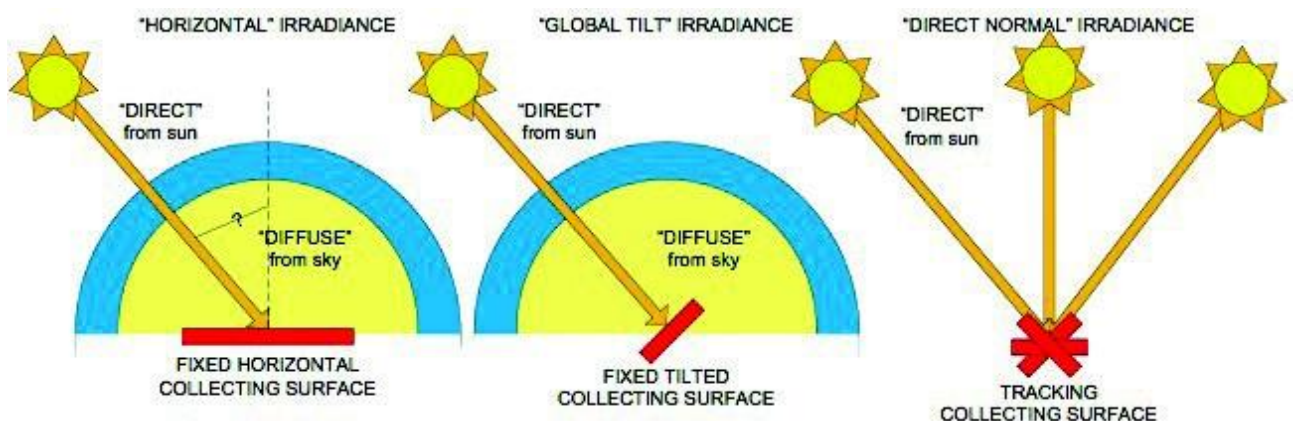 “HORIZONTAL” IRRADIANCE
“DIRECT”
from sun
?
“DIFFUSE”
from sky
FIXED HORIZONTAL
COLLECTING SURFACE
“GLOBAL TILT” IRRADIANCE
“DIRECT”
from sun
“DIFFUSE”
from sky
FIXED TILTED
COLLECTING SURFACE
“DIRECT NORMAL” IRRADIANCE
“DIRECT”
from sun
TRACKING
COLLECTING SURFACE